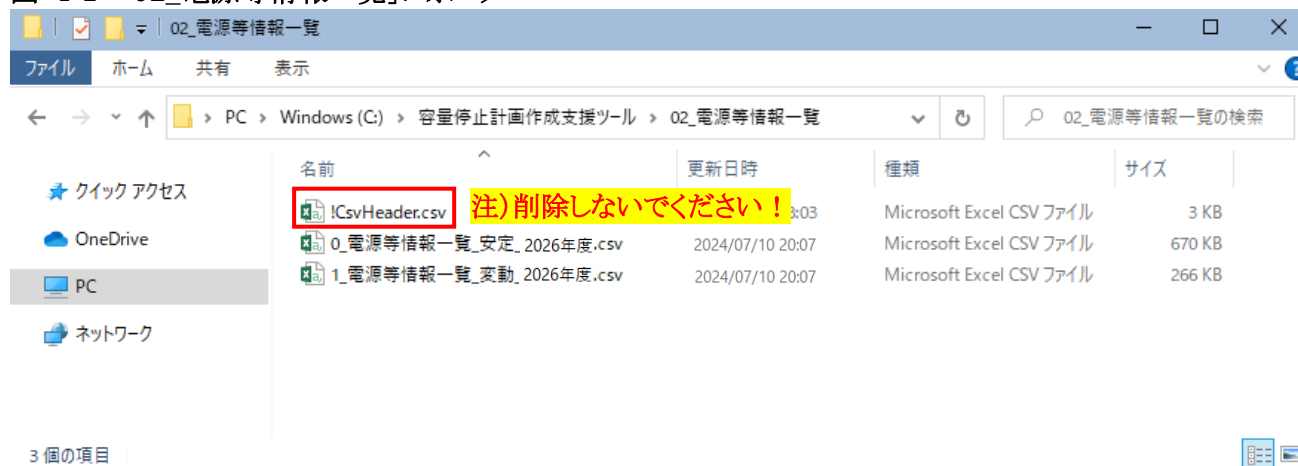 02_電源等情報一覧
ファイル ホーム 共有 表示
PC › Windows (C:) › 容量停止計画作成支援ツール › 02_電源等情報一覧 02_電源等情報一覧の検索
名前 更新日時 種類 サイズ
クイック アクセス
!CsvHeader.csv 注)削除しないでください！ 3:03 Microsoft Excel CSV ファイル 3 KB
OneDrive
0_電源等情報一覧_安定_2026年度.csv 2024/07/10 20:07 Microsoft Excel CSV ファイル 670 KB
PC
1_電源等情報一覧_変動_2026年度.csv 2024/07/10 20:07 Microsoft Excel CSV ファイル 266 KB
ネットワーク
3 個の項目